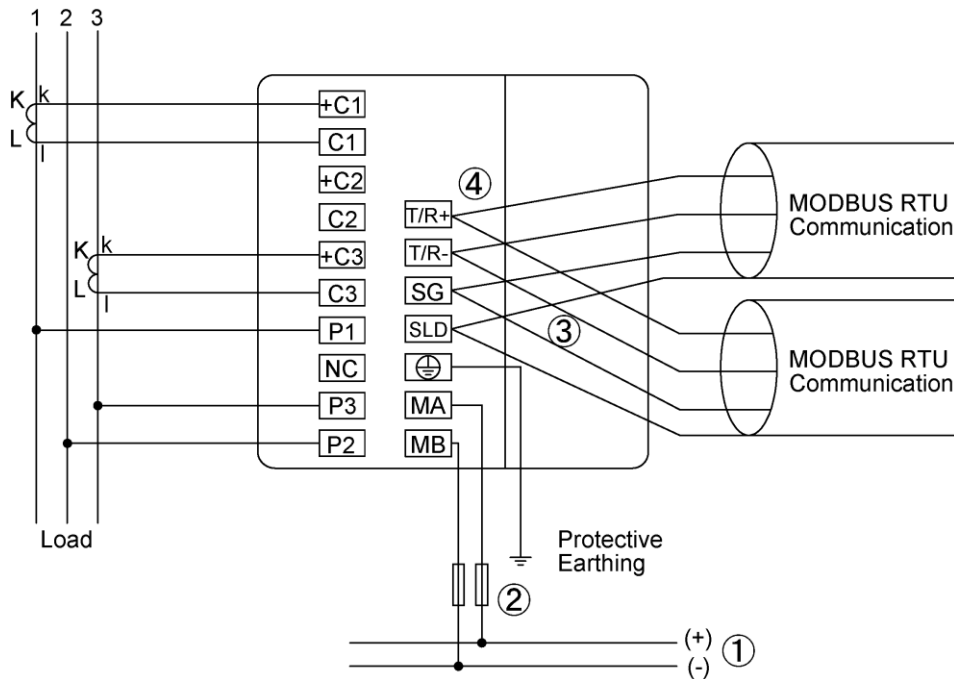 1 2 3
K k
+C1
L l
C1
+C2
C2
K k
+C3
L l
C3
P1
NC
P3
P2
④
T/R+
T/R-
SG
SLD
③
MA
MB
MODBUS RTU
Communication
MODBUS RTU
Communication
Load
Protective
Earthing
②
(+)
(-)
①